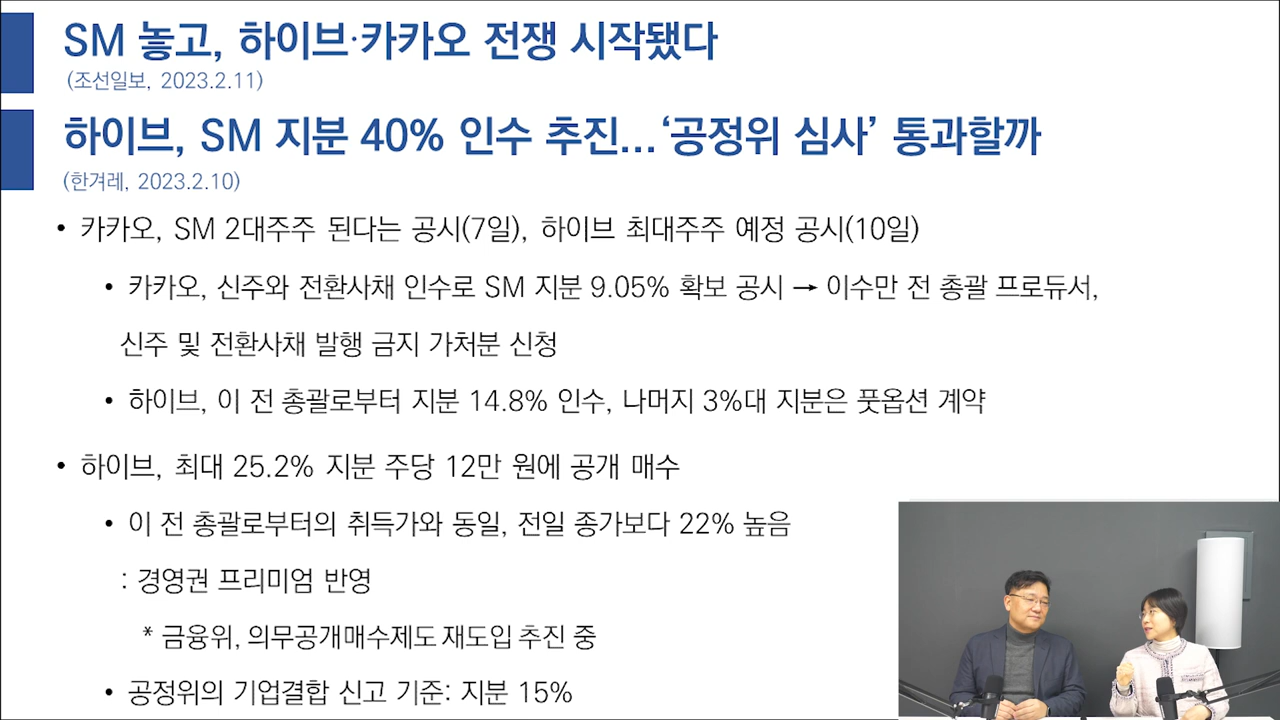 SM 놓고, 하이브·카카오 전쟁 시작됐다
(조선일보, 2023.2.11)
하이브, SM 지분 40% 인수 추진...‘공정위 심사’ 통과할까
(한겨레, 2023.2.10)
• 카카오, SM 2대주주 된다는 공시(7일), 하이브 최대주주 예정 공시(10일)
• 카카오, 신주와 전환사채 인수로 SM 지분 9.05% 확보 공시 → 이수만 전 총괄 프로듀서,
신주 및 전환사채 발행 금지 가처분 신청
• 하이브, 이 전 총괄로부터 지분 14.8% 인수, 나머지 3%대 지분은 풋옵션 계약
• 하이브, 최대 25.2% 지분 주당 12만 원에 공개 매수
• 이 전 총괄로부터의 취득가와 동일, 전일 종가보다 22% 높음
: 경영권 프리미엄 반영
* 금융위, 의무공개매수제도 재도입 추진 중
• 공정위의 기업결합 신고 기준: 지분 15%